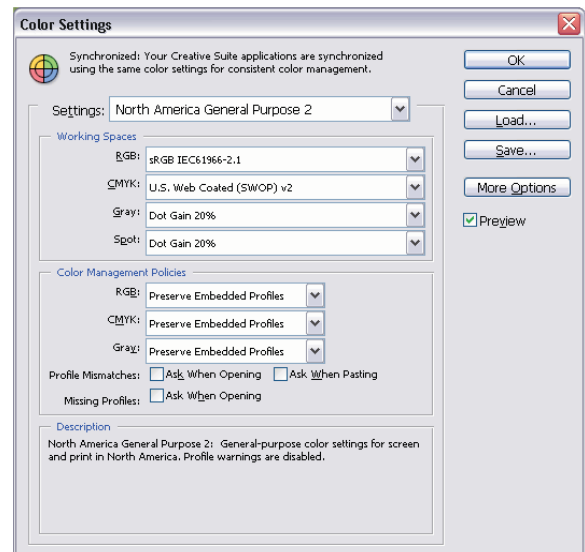 Color Settings
Synchronized: Your Creative Suite applications are synchronized
using the same color settings for consistent color management.
Settings: North America General Purpose 2
Working Spaces
RGB: sRGB IEC61966-2.1
CMYK: U.S. Web Coated (SWOP) v2
Gray: Dot Gain 20%
Spot: Dot Gain 20%
Color Management Policies
RGB: Preserve Embedded Profiles
CMYK: Preserve Embedded Profiles
Gray: Preserve Embedded Profiles
Profile Mismatches: Ask When Opening Ask When Pasting
Missing Profiles: Ask When Opening
Description
North America General Purpose 2: General-purpose color settings for screen
and print in North America. Profile warnings are disabled.
OK
Cancel
Load...
Save...
More Options
Preview